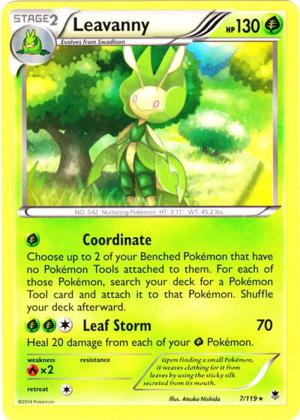 STAGE2
Leavanny
HP130
Evolves from Swadloon
NO. 542 Nurturing Pokémon HT: 3'11" WT: 45.2 lbs.
Coordinate
Choose up to 2 of your Benched Pokémon that have
no Pokémon Tools attached to them. For each of
those Pokémon, search your deck for a Pokémon
Tool card and attach it to that Pokémon. Shuffle
your deck afterward.
Leaf Storm 70
Heal 20 damage from each of your Pokémon.
weakness resistance
×2
retreat
Upon finding a small Pokémon,
it weaves clothing for it from
leaves by using the sticky silk
secreted from its mouth.
©2014 Pokémon
Illus. Atsuko Nishida
7/119 ★